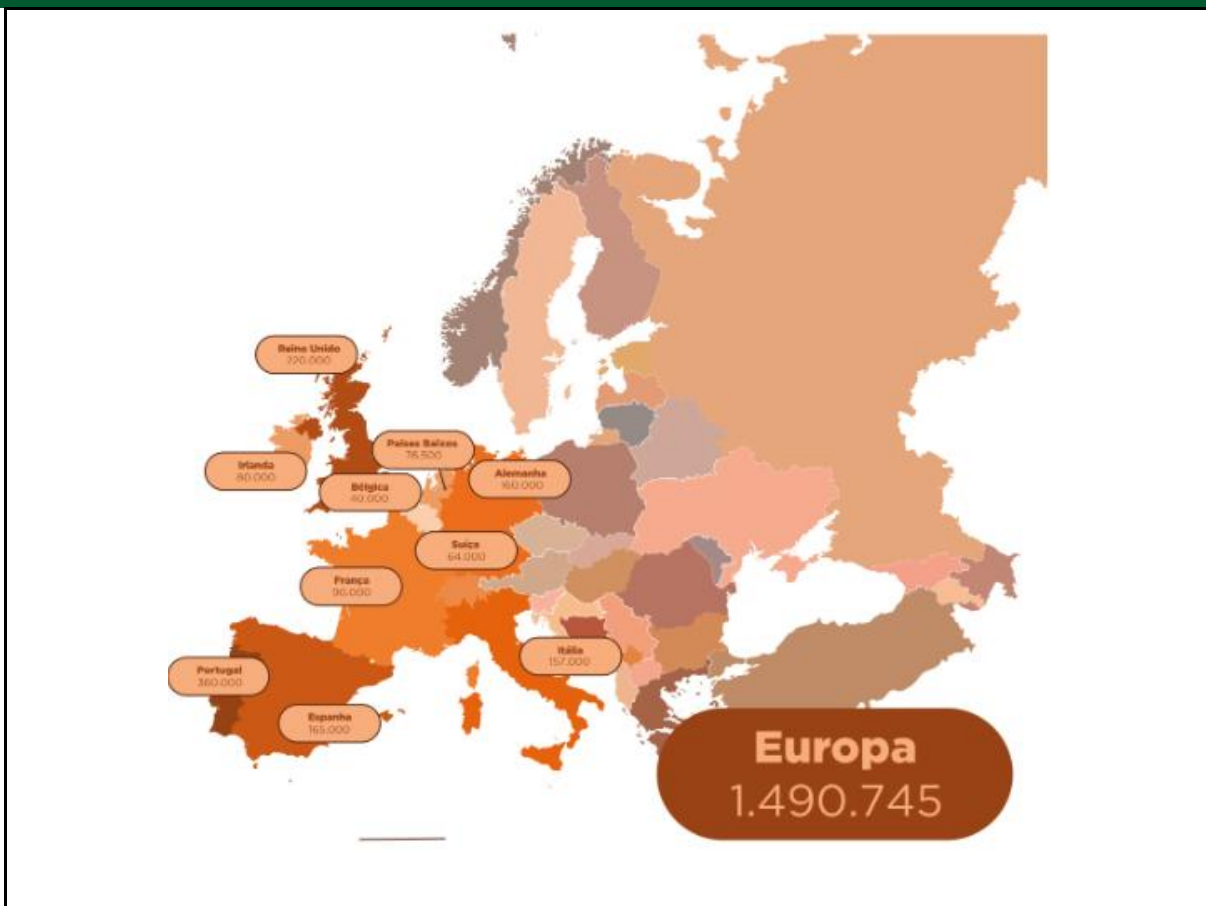 Reino Unido
220.000
Países Baixos
76.500
Irlanda
80.000
Alemanha
160.000
Bélgica
40.000
Suíça
64.000
França
90.000
Itália
157.000
Portugal
360.000
Espanha
165.000
Europa
1.490.745